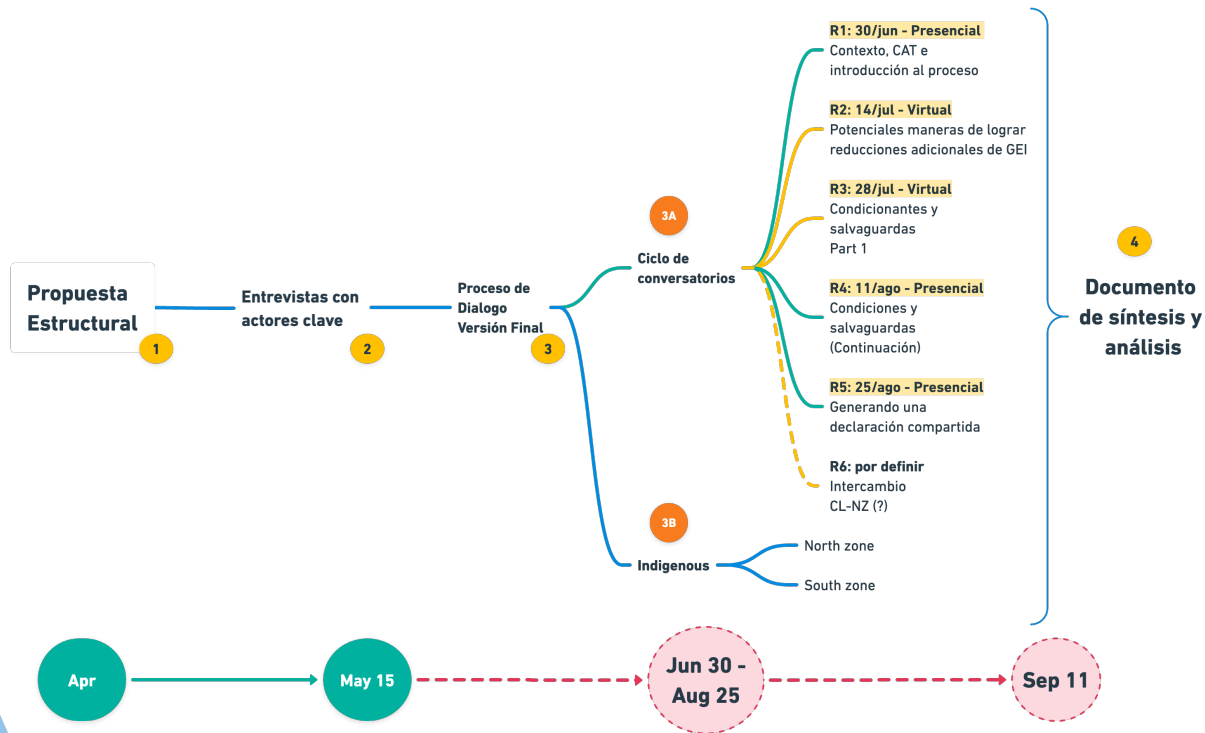 Propuesta
Estructural
1
Entrevistas con
actores clave
2
Proceso de
Dialogo
Versión Final
3
3A
Ciclo de
conversatorios
R1: 30/jun - Presencial
Contexto, CAT e
introducción al proceso
R2: 14/jul - Virtual
Potenciales maneras de lograr
reducciones adicionales de GEI
R3: 28/jul - Virtual
Condicionantes y
salvaguardas
Part 1
R4: 11/ago - Presencial
Condiciones y
salvaguardas
(Continuación)
R5: 25/ago - Presencial
Generando una
declaración compartida
R6: por definir
Intercambio
CL-NZ (?)
3B
Indigenous
North zone
South zone
4
Documento
de síntesis y
análisis
Apr
May 15
Jun 30 -
Aug 25
Sep 11